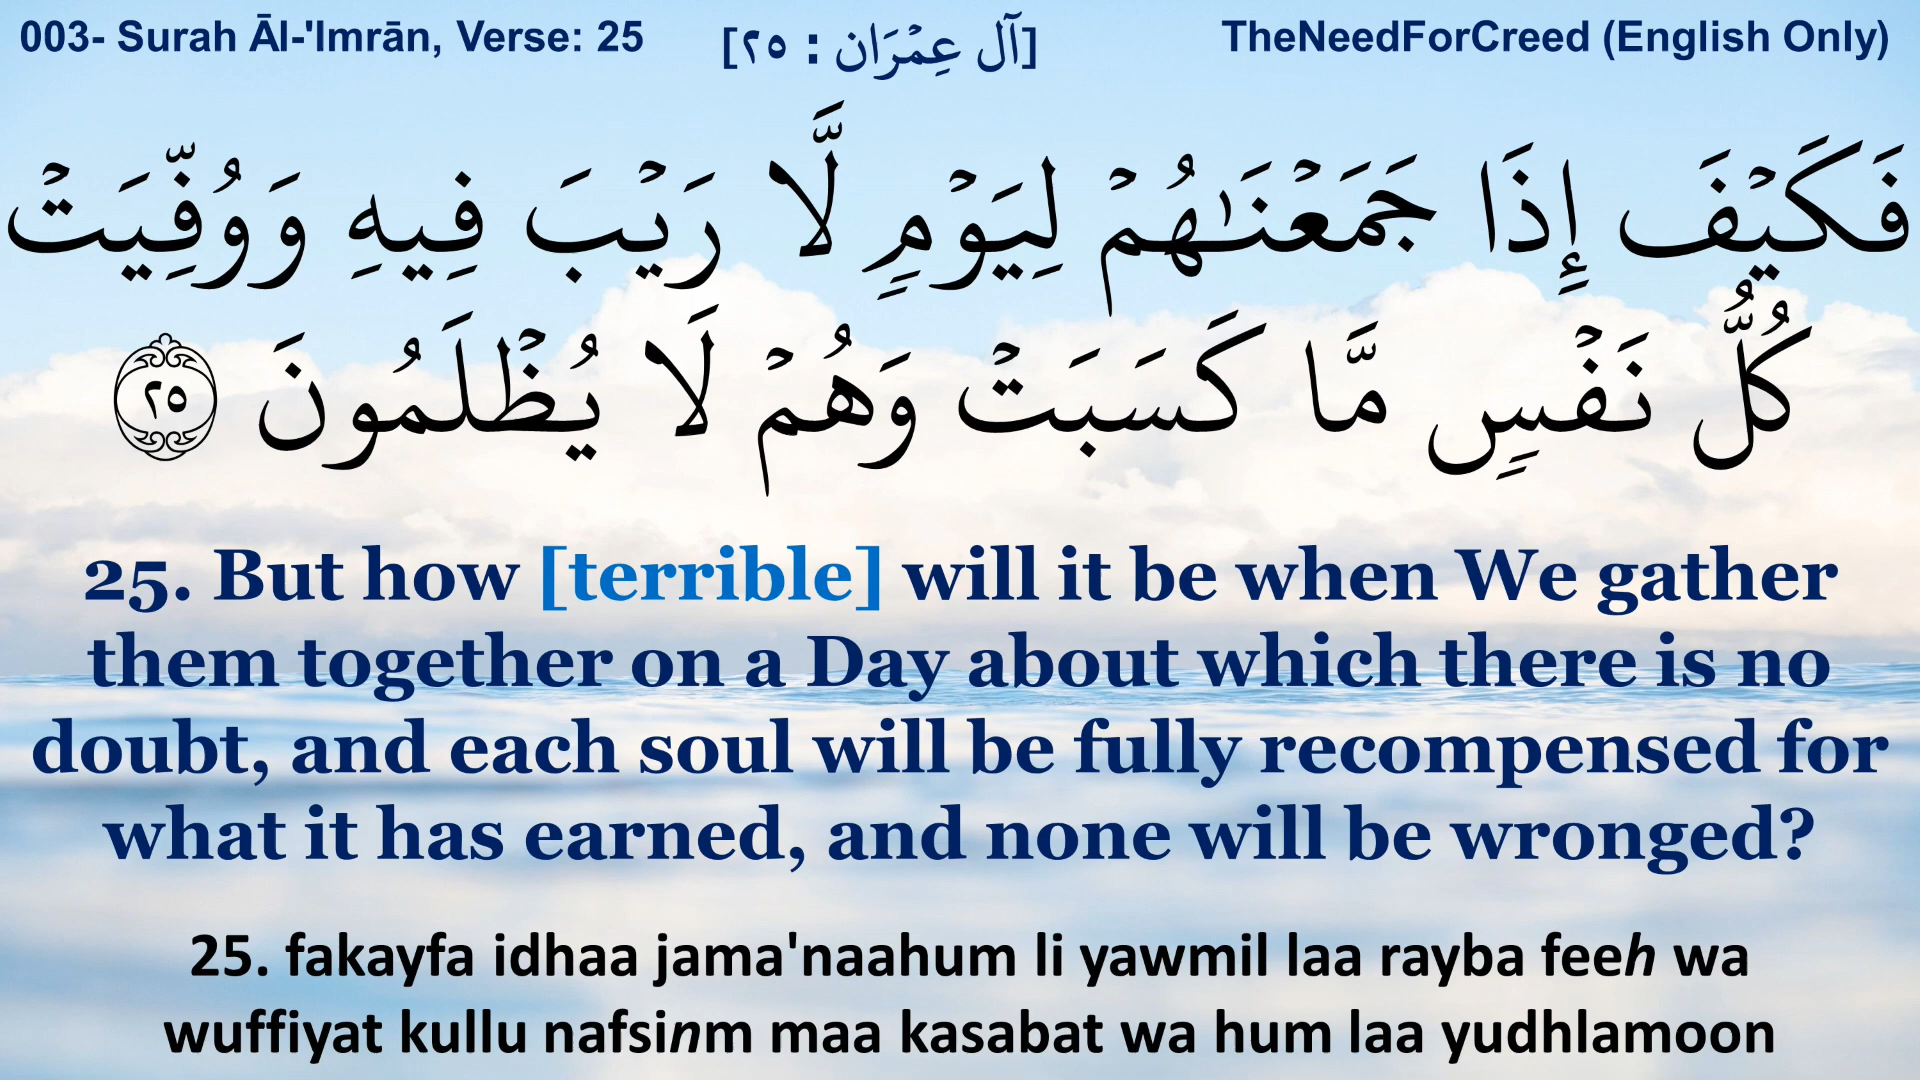 003- Surah Āl-'Imrān, Verse: 25
[آل عِمْرَان : ٢٥]
TheNeedForCreed (English Only)
فَكَيْفَ إِذَا جَمَعْنَـٰهُمْ لِيَوْمٍ لَّا رَيْبَ فِيهِ وَوُفِّيَتْ
كُلُّ نَفْسٍ مَّا كَسَبَتْ وَهُمْ لَا يُظْلَمُونَ ٢٥
25. But how [terrible] will it be when We gather
them together on a Day about which there is no
doubt, and each soul will be fully recompensed for
what it has earned, and none will be wronged?
25. fakayfa idhaa jama'naahum li yawmil laa rayba feeh wa
wuffiyat kullu nafsinm maa kasabat wa hum laa yudhlamoon